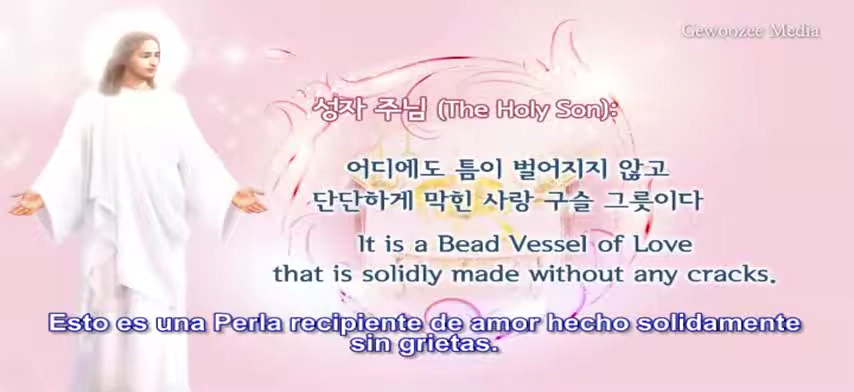 Gewoozee Media
성자 주님 (The Holy Son):
어디에도 틈이 벌어지지 않고
단단하게 막힌 사랑 구슬 그릇이다
It is a Bead Vessel of Love
that is solidly made without any cracks.
Esto es una Perla recipiente de amor hecho solidamente
sin grietas.